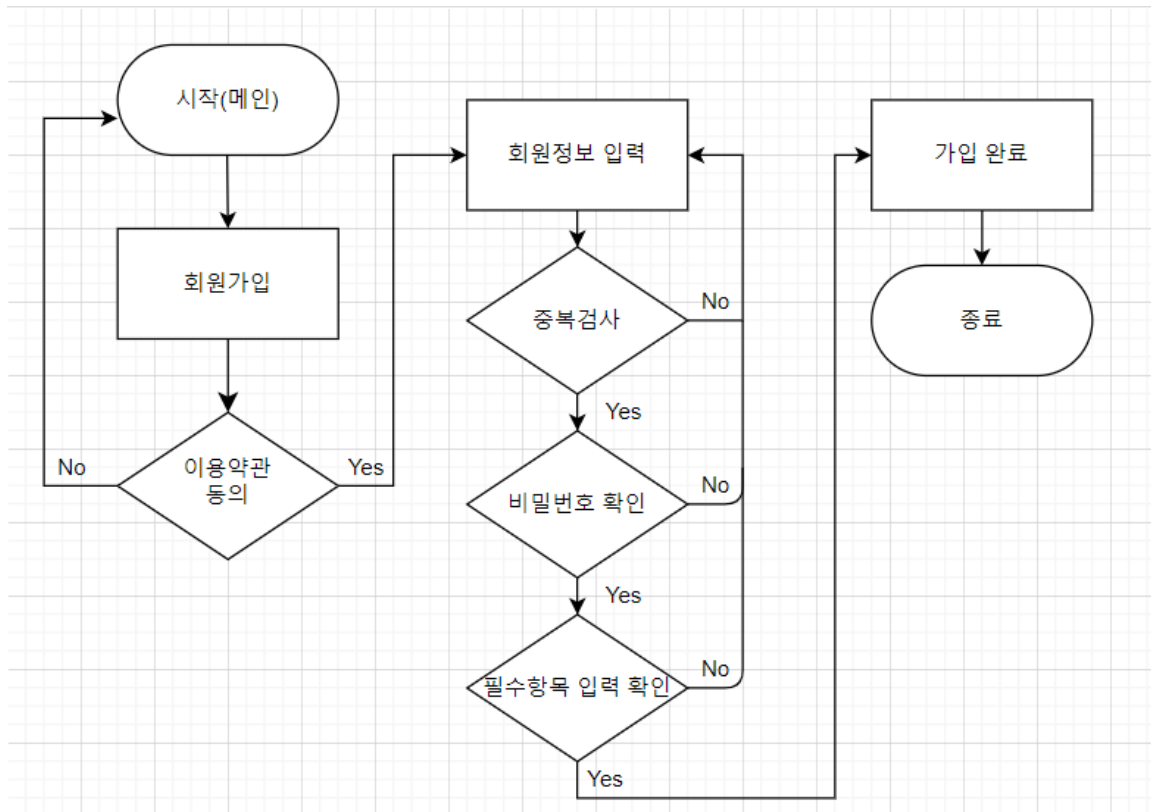 시작(메인)
회원가입
이용약관
동의
No
Yes
회원정보 입력
중복검사
No
Yes
비밀번호 확인
No
Yes
필수항목 입력 확인
No
Yes
가입 완료
종료